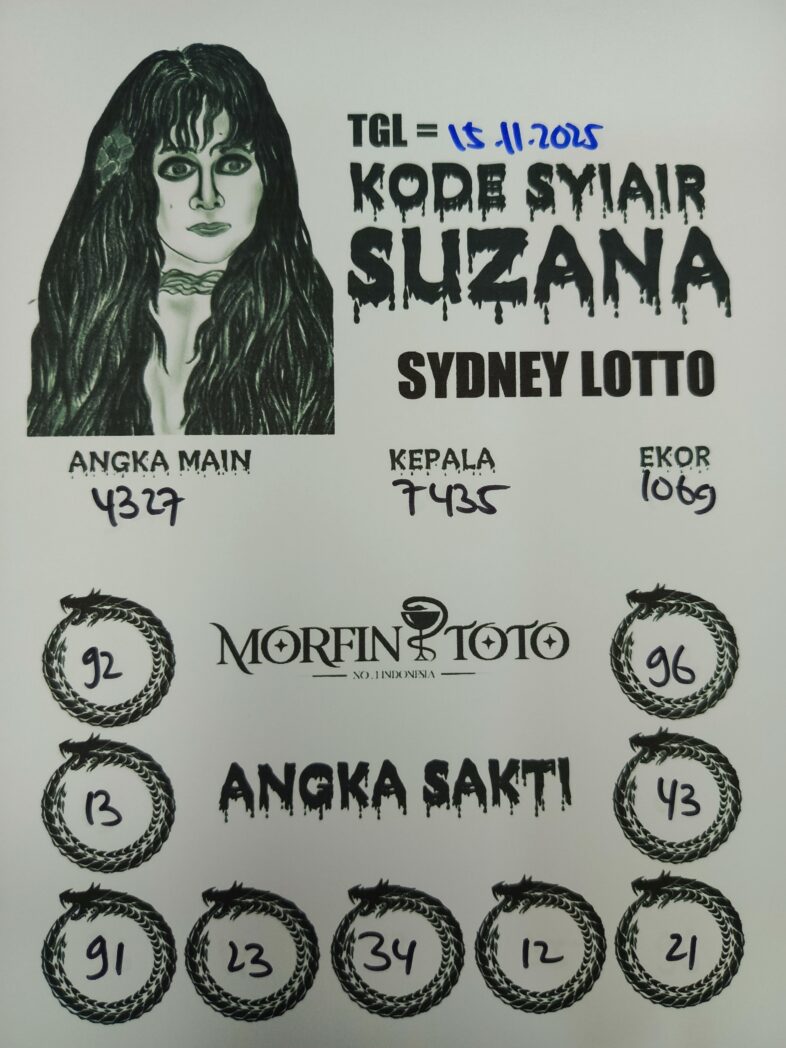 TGL = 15.11.2025
KODE SYIAIR
SUZANA
SYDNEY LOTTO
ANGKA MAIN KEPALA EKOR
4327 7435 1069
MORFIN TOTO
NO.1 INDONESIA
92 96
ANGKA SAKTI
13 43
91 23 34 12 21